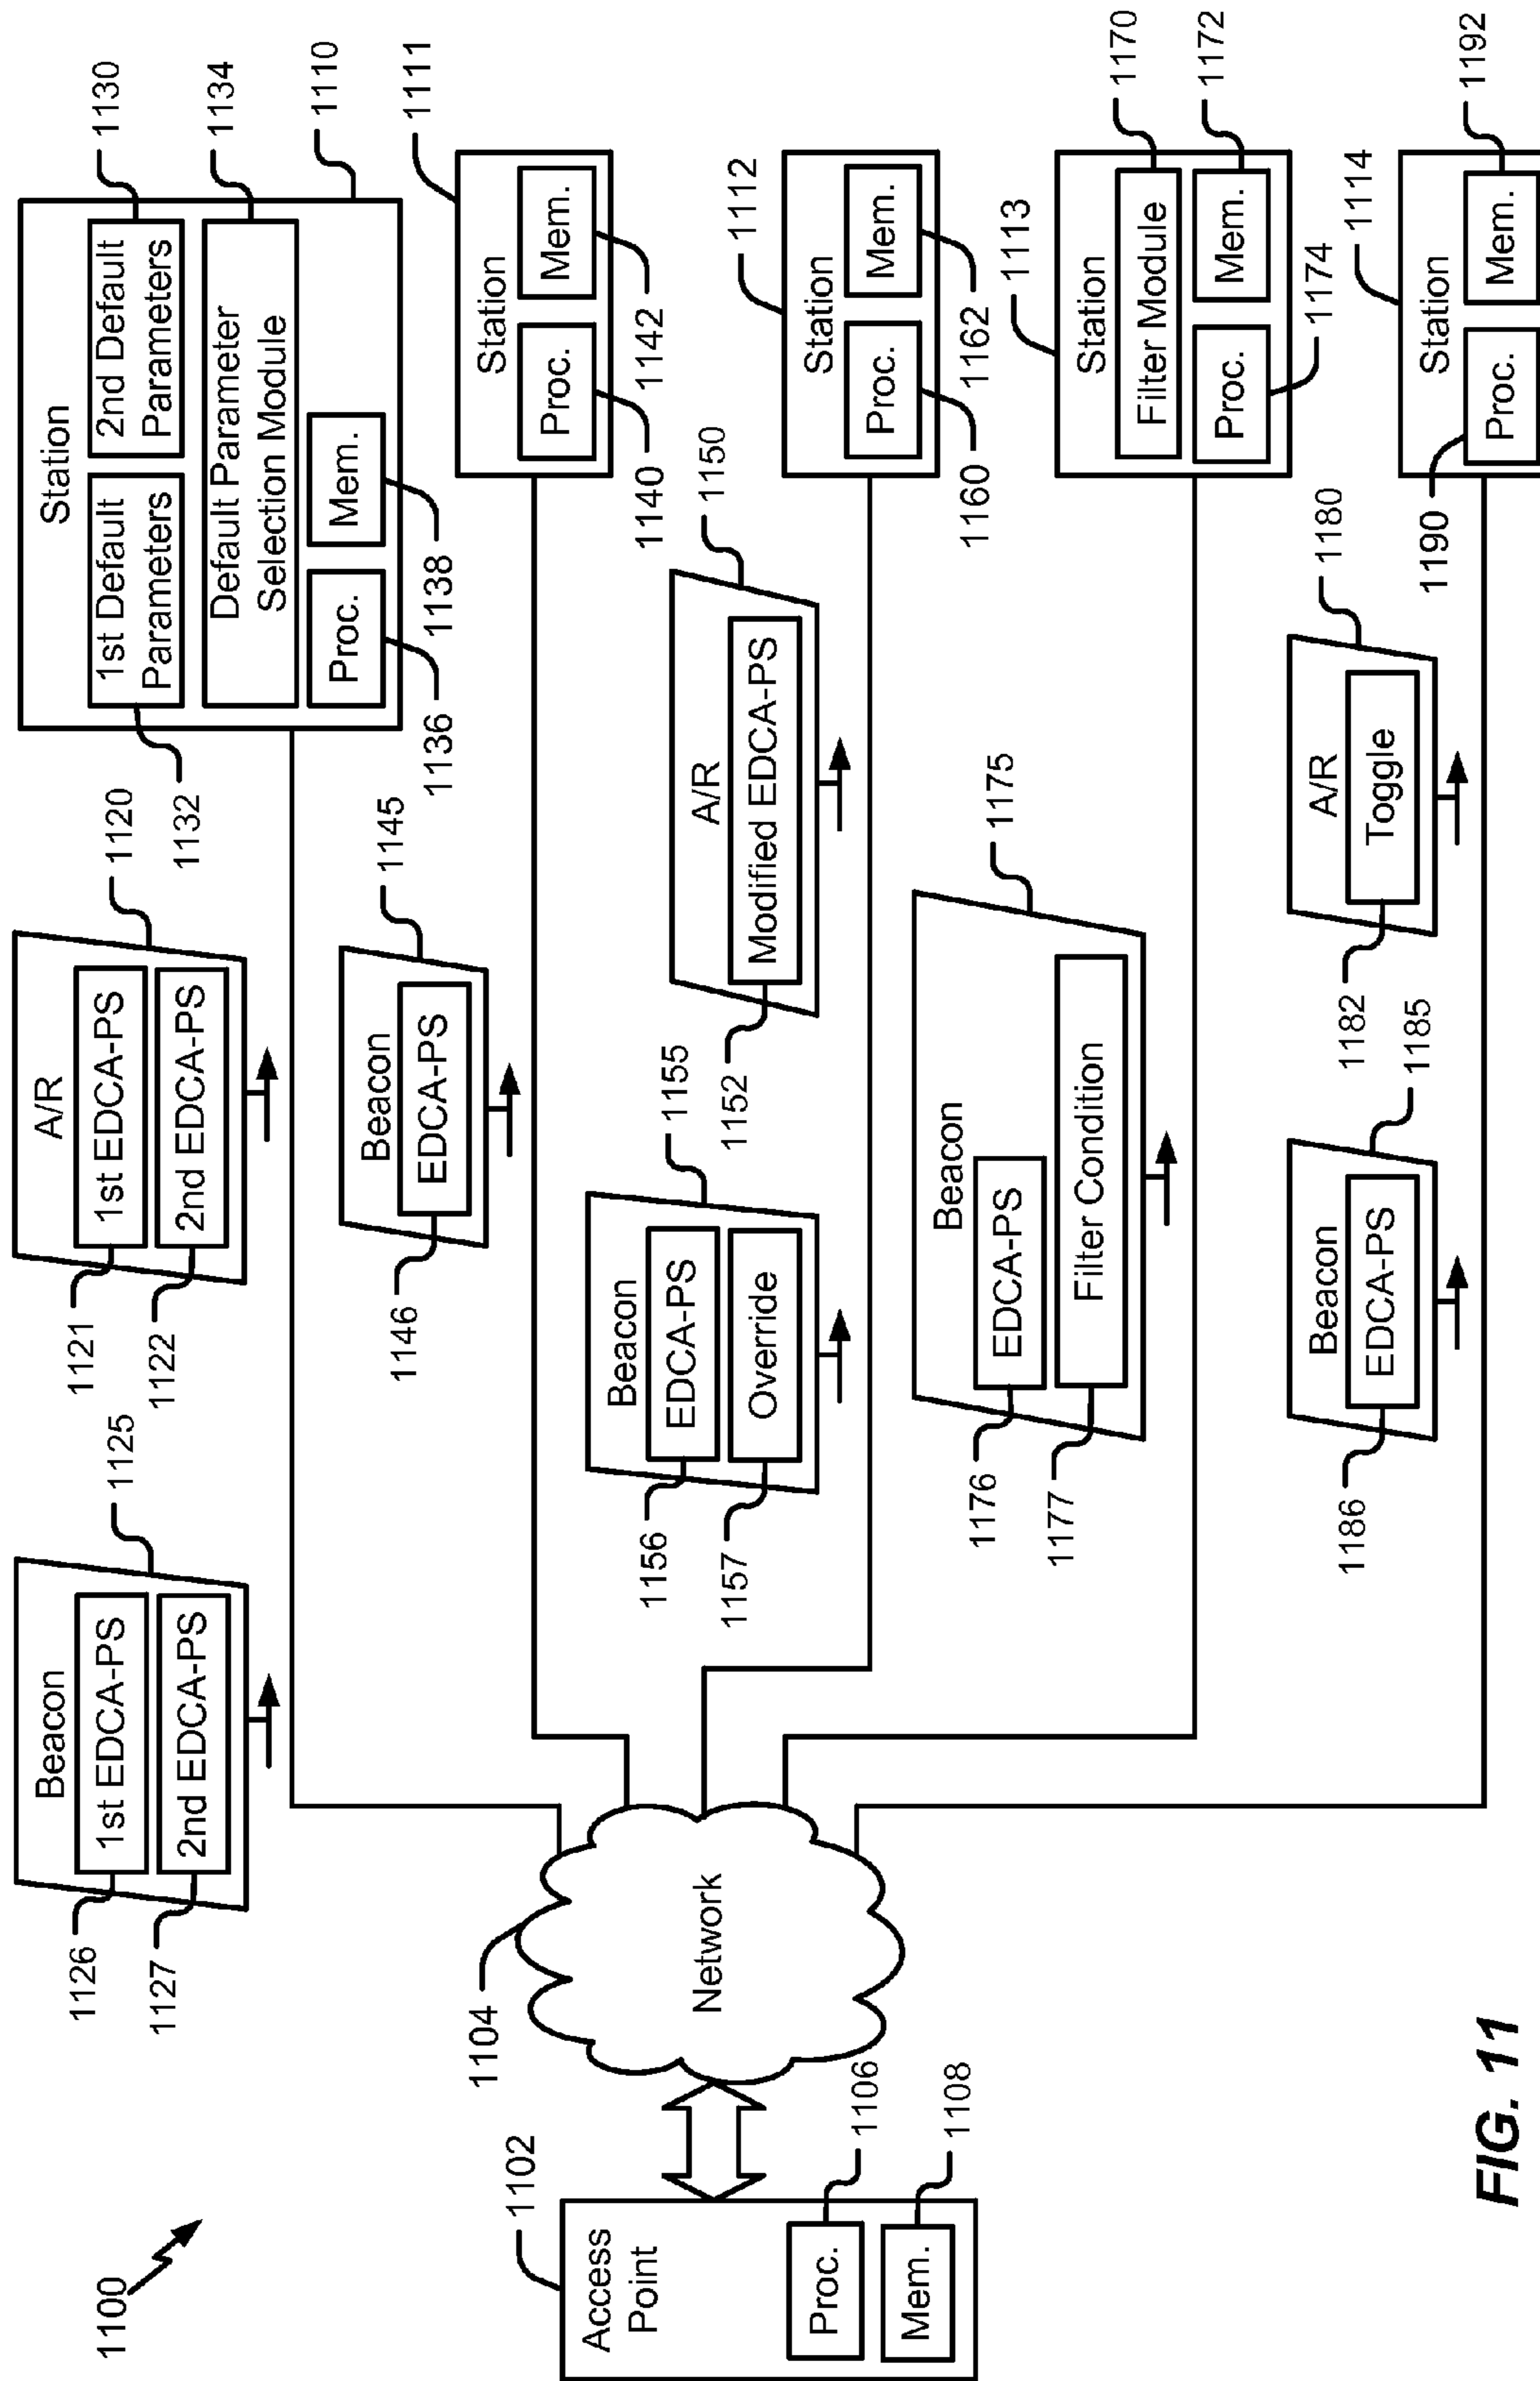 1100
Access
Point
Proc.
Mem.
1102
1106
1108
Network
1104
Beacon
1st EDCA-PS
2nd EDCA-PS
1125
1126
1127
A/R
1st EDCA-PS
2nd EDCA-PS
1120
1121
1122
Station
1st Default
Parameters
2nd Default
Parameters
Default Parameter
Selection Module
Proc.
Mem.
1130
1134
1110
1132
1136
1138
Beacon
EDCA-PS
1145
1146
Station
Proc.
Mem.
1111
1140
1142
Beacon
EDCA-PS
Override
1155
1156
1157
A/R
Modified EDCA-PS
1150
1152
Station
Proc.
Mem.
1112
1160
1162
Beacon
EDCA-PS
Filter Condition
1175
1176
1177
Station
Filter Module
Proc.
Mem.
1113
1170
1172
1174
Beacon
EDCA-PS
1185
1186
A/R
Toggle
1180
1182
Station
Proc.
Mem.
1114
1190
1192
FIG. 11